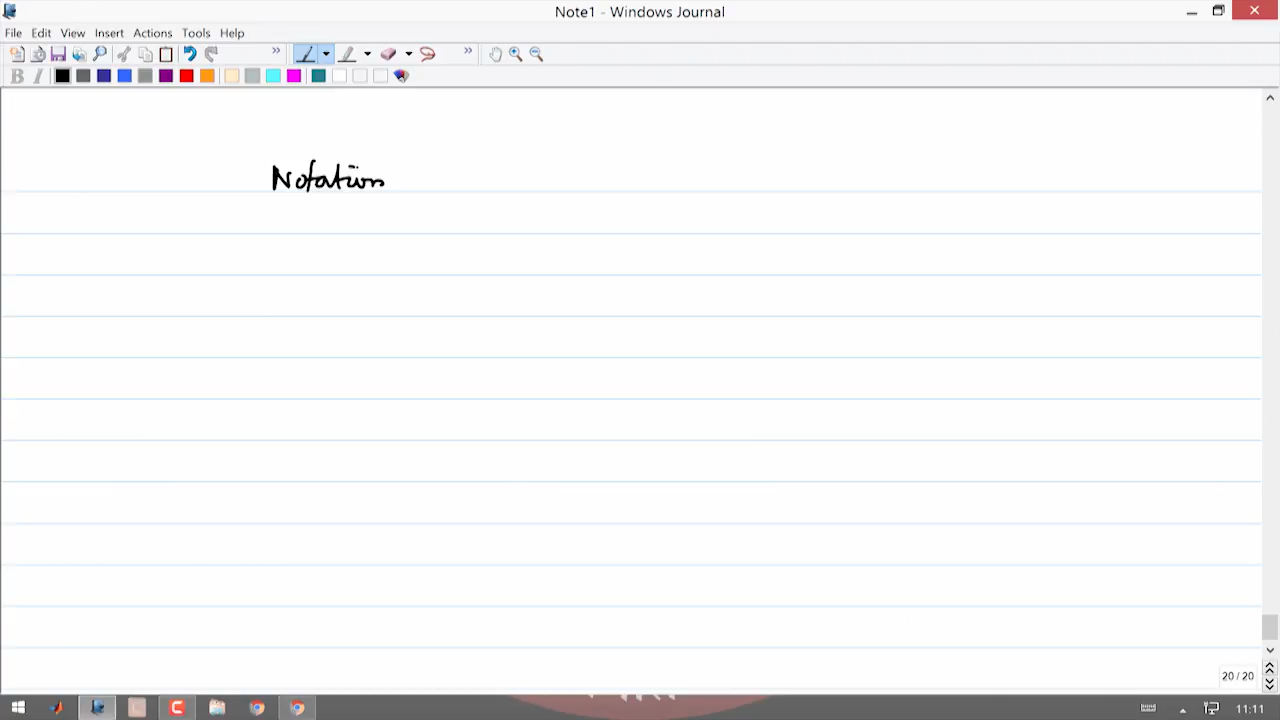 Note1 - Windows Journal
File Edit View Insert Actions Tools Help
B I
Notation
20 / 20
11:11